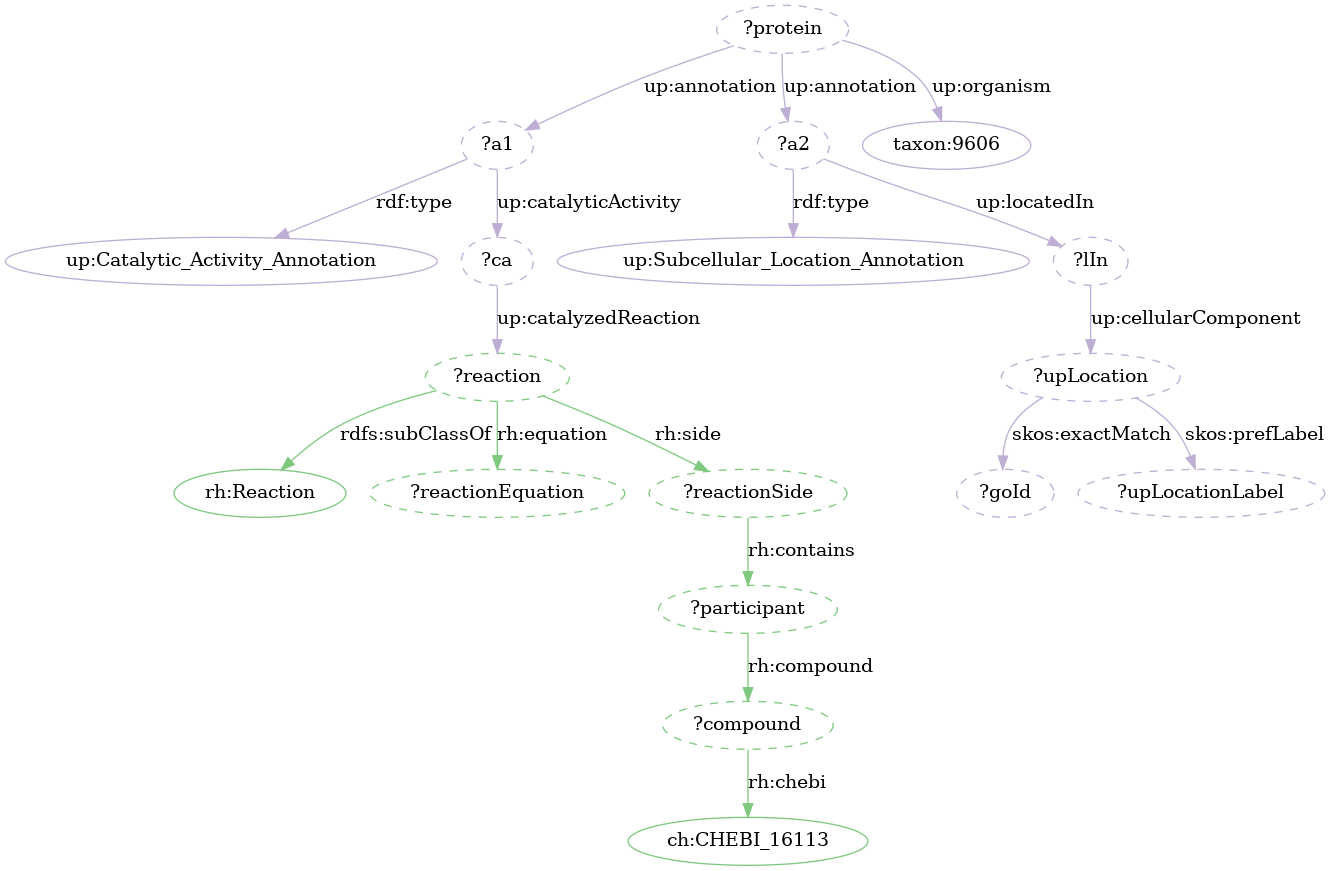 ?protein
up:annotation
up:annotation
up:organism
?a1
?a2
taxon:9606
rdf:type
up:catalyticActivity
rdf:type
up:locatedIn
up:Catalytic_Activity_Annotation
?ca
up:Subcellular_Location_Annotation
?lIn
up:catalyzedReaction
up:cellularComponent
?reaction
?upLocation
rdfs:subClassOf
rh:equation
rh:side
skos:exactMatch
skos:prefLabel
rh:Reaction
?reactionEquation
?reactionSide
?goId
?upLocationLabel
rh:contains
?participant
rh:compound
?compound
rh:chebi
ch:CHEBI_16113